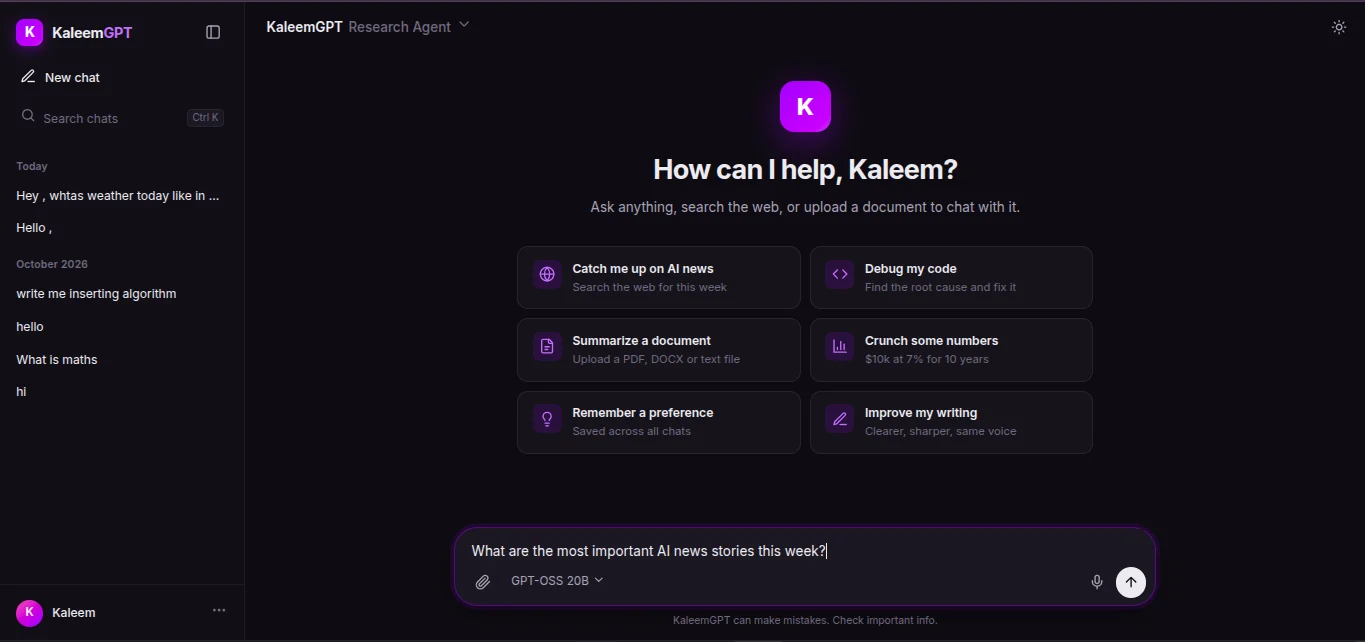 K KaleemGPT
New chat
Search chats Ctrl K
Today
Hey , whtas weather today like in ...
Hello ,
October 2026
write me inserting algorithm
hello
What is maths
hi
K Kaleem
KaleemGPT Research Agent
K
How can I help, Kaleem?
Ask anything, search the web, or upload a document to chat with it.
Catch me up on AI news
Search the web for this week
Debug my code
Find the root cause and fix it
Summarize a document
Upload a PDF, DOCX or text file
Crunch some numbers
$10k at 7% for 10 years
Remember a preference
Saved across all chats
Improve my writing
Clearer, sharper, same voice
What are the most important AI news stories this week?
GPT-OSS 20B
KaleemGPT can make mistakes. Check important info.